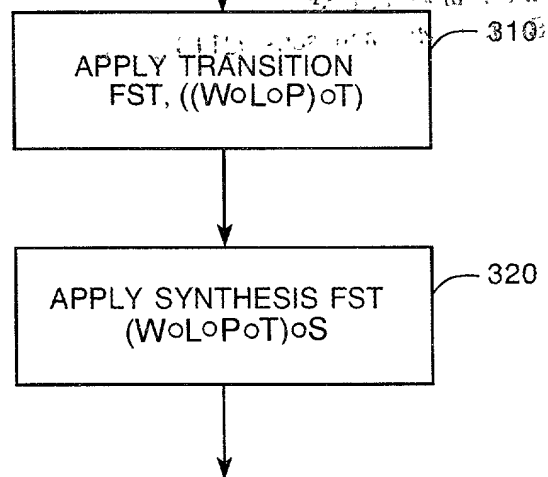 310
APPLY TRANSITION
FST, ((W○L○P)○T)
320
APPLY SYNTHESIS FST
(W○L○P○T)○S